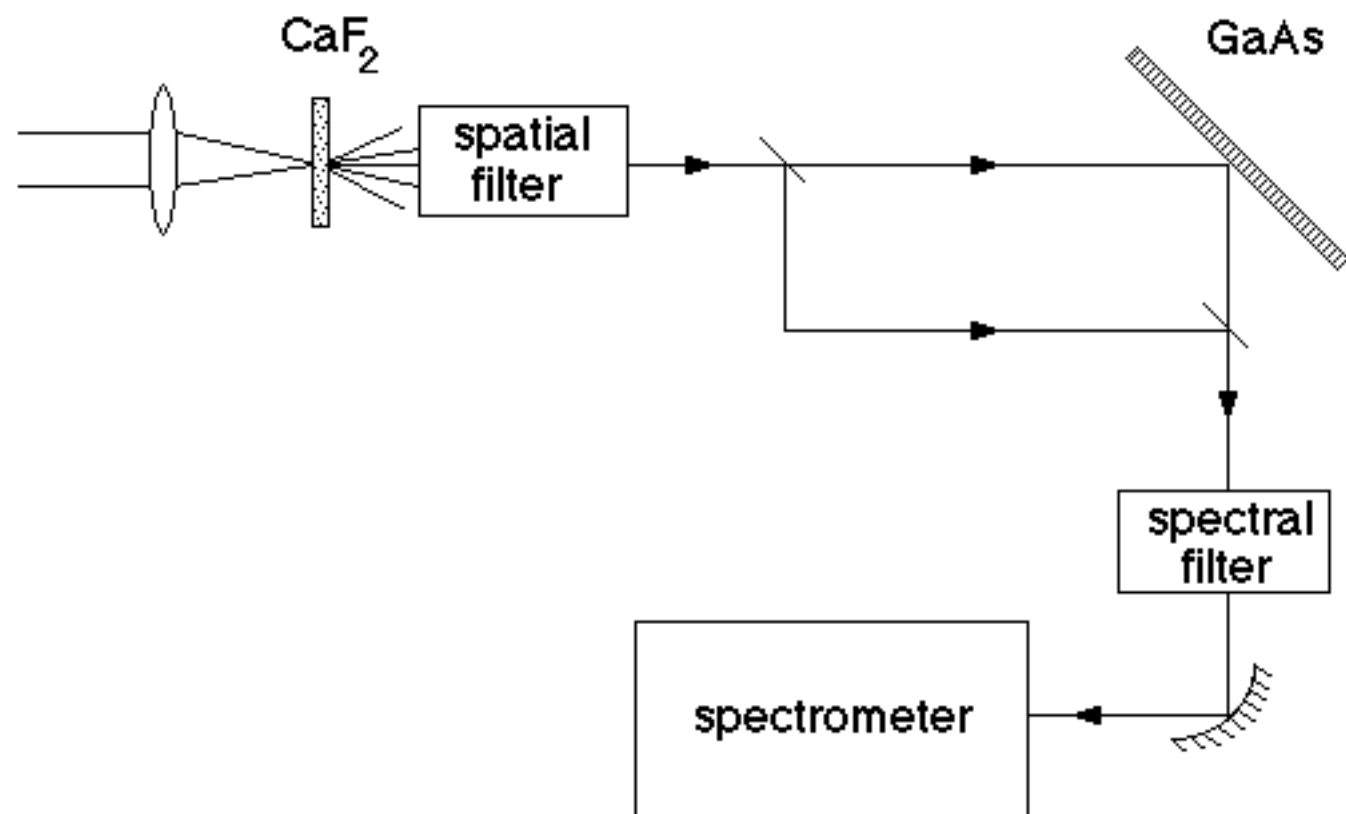 CaF2
GaAs
spatial
filter
spectral
filter
spectrometer